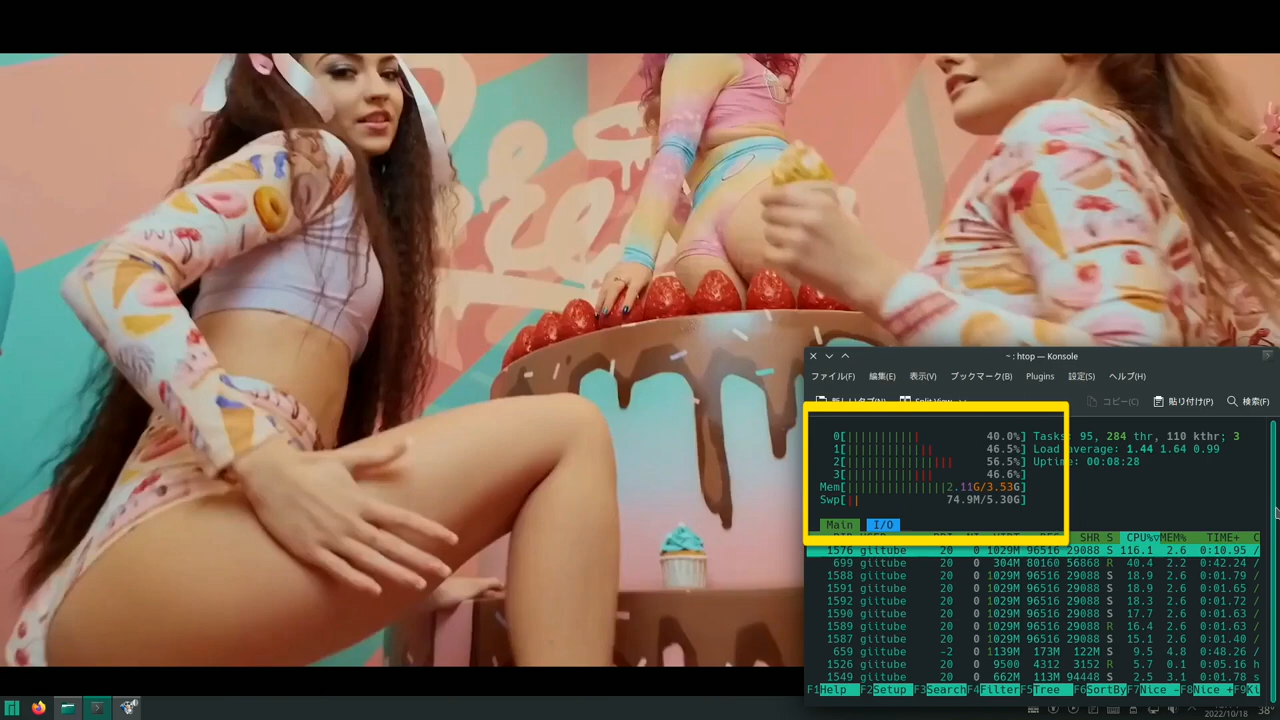 ~ : htop — Konsole
ファイル(F) 編集(E) 表示(V) ブックマーク(B) Plugins 設定(S) ヘルプ(H)
新しいタブ(N) Split View コピー(C) 貼り付け(P) 検索(F)
0[ 40.0%] Tasks: 95, 284 thr, 110 kthr; 3
1[ 46.5%] Load average: 1.44 1.64 0.99
2[ 56.5%] Uptime: 00:08:28
3[ 46.6%]
Mem[ 2.11G/3.53G]
Swp[ 74.9M/5.30G]
Main I/O
SHR S CPU%▽MEM% TIME+ C
1576 giitube 20 0 1029M 96516 29088 S 116.1 2.6 0:10.95 /
699 giitube 20 0 304M 80160 56868 R 40.4 2.2 0:42.24 /
1588 giitube 20 0 1029M 96516 29088 S 18.9 2.6 0:01.79 /
1591 giitube 20 0 1029M 96516 29088 S 18.9 2.6 0:01.65 /
1592 giitube 20 0 1029M 96516 29088 S 18.3 2.6 0:01.72 /
1590 giitube 20 0 1029M 96516 29088 S 17.7 2.6 0:01.63 /
1589 giitube 20 0 1029M 96516 29088 R 16.4 2.6 0:01.63 /
1587 giitube 20 0 1029M 96516 29088 S 15.1 2.6 0:01.40 /
659 giitube -2 0 1139M 173M 122M S 9.5 4.8 0:48.26 /
1526 giitube 20 0 9500 4312 3152 R 5.7 0.1 0:05.16 h
1549 giitube 20 0 662M 113M 94448 S 2.5 3.1 0:01.78 s
F1Help F2Setup F3Search F4Filter F5Tree F6SortBy F7Nice - F8Nice + F9Ki
2022/10/18 38°